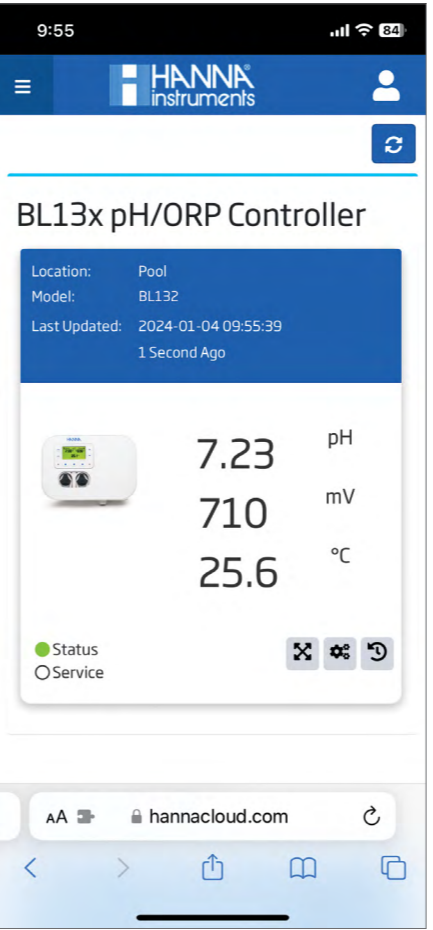 9:55
84
HANNA
instruments
BL13x pH/ORP Controller
Location: Pool
Model: BL132
Last Updated: 2024-01-04 09:55:39
1 Second Ago
7.23 pH
710 mV
25.6 °C
Status
Service
AA hannacloud.com